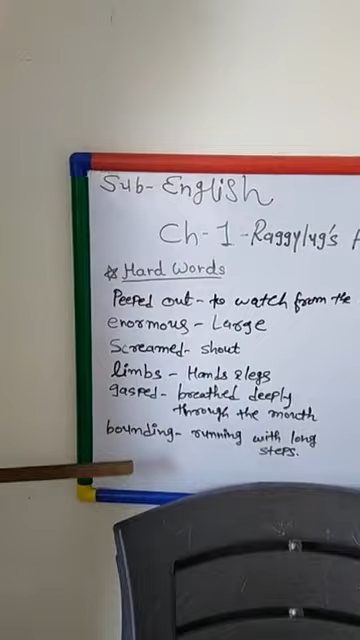 Sub- English
Ch-1-Raggylug's
☆ Hard Words
Peeped out - to watch from the
enormous - Large
Screamed - shout
limbs - Hands & legs
gasped - breathed deeply
through the mouth
bounding - running with long
steps.